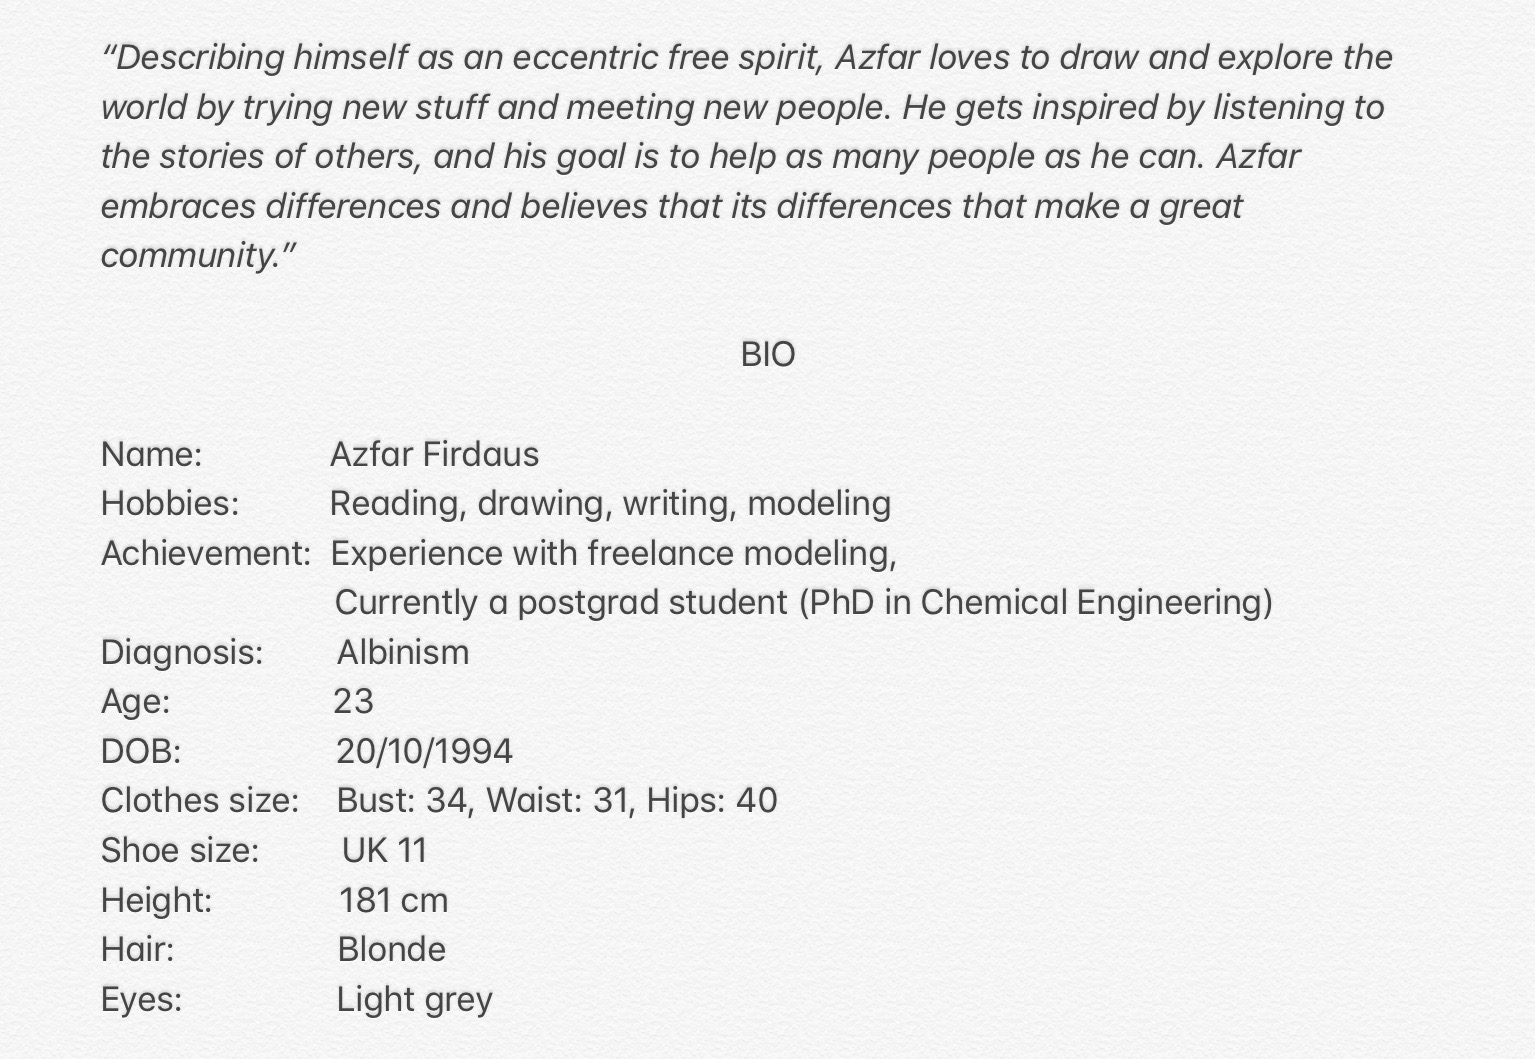 “Describing himself as an eccentric free spirit, Azfar loves to draw and explore the
world by trying new stuff and meeting new people. He gets inspired by listening to
the stories of others, and his goal is to help as many people as he can. Azfar
embraces differences and believes that its differences that make a great
community.”
BIO
Name: Azfar Firdaus
Hobbies: Reading, drawing, writing, modeling
Achievement: Experience with freelance modeling,
Currently a postgrad student (PhD in Chemical Engineering)
Diagnosis: Albinism
Age: 23
DOB: 20/10/1994
Clothes size: Bust: 34, Waist: 31, Hips: 40
Shoe size: UK 11
Height: 181 cm
Hair: Blonde
Eyes: Light grey